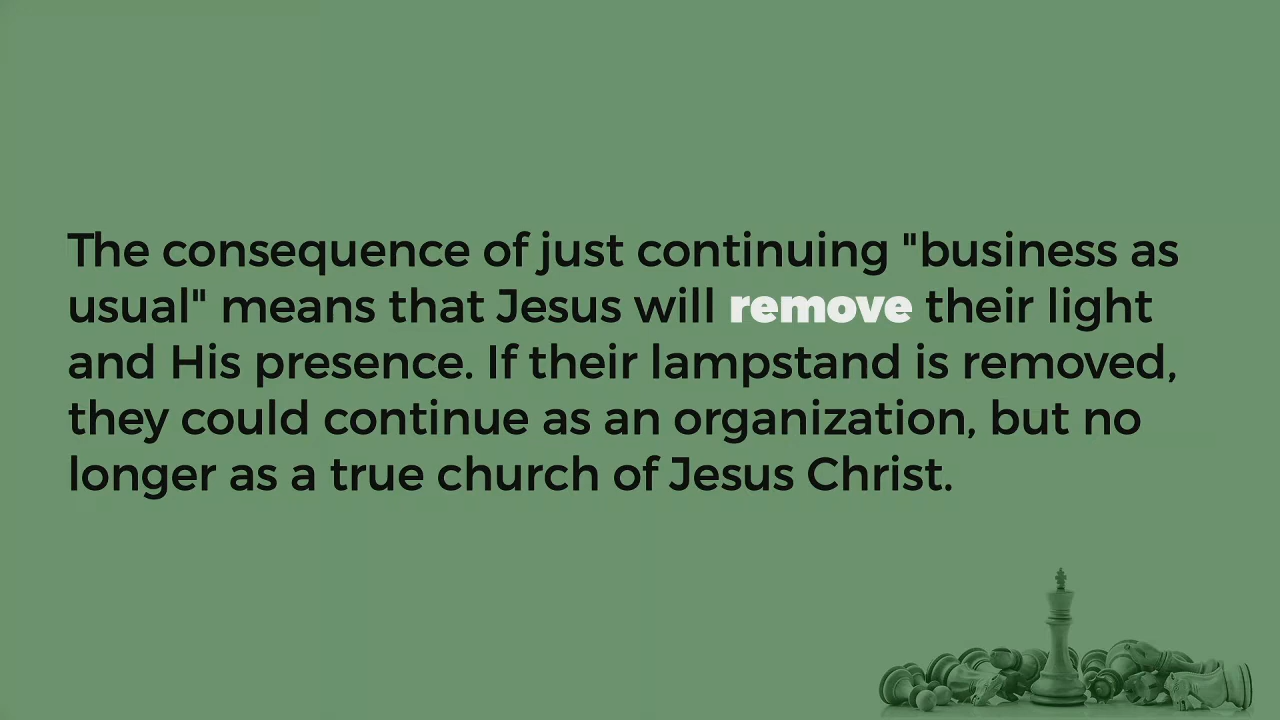 The consequence of just continuing "business as
usual" means that Jesus will remove their light
and His presence. If their lampstand is removed,
they could continue as an organization, but no
longer as a true church of Jesus Christ.